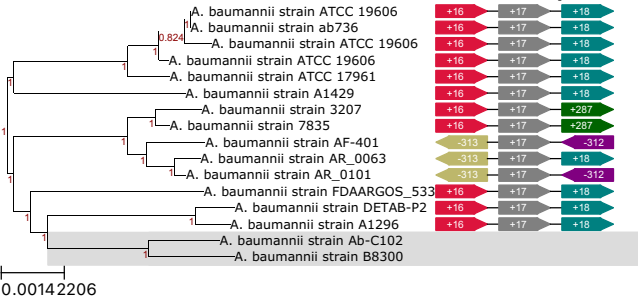 A. baumannii strain ATCC 19606 +16 +17 +18
A. baumannii strain ab736 +16 +17 +18
0.824 A. baumannii strain ATCC 19606 +16 +17 +18
1 A. baumannii strain ATCC 19606 +16 +17 +18
1 A. baumannii strain ATCC 17961 +16 +17 +18
1 A. baumannii strain A1429 +16 +17 +18
A. baumannii strain 3207 +16 +17 +287
1 A. baumannii strain 7835 +16 +17 +287
1 1 A. baumannii strain AF-401 -313 +17 -312
1 A. baumannii strain AR_0063 -313 +17 +18
1 1 A. baumannii strain AR_0101 -313 +17 -312
A. baumannii strain FDAARGOS_533 +16 +17 +18
1 A. baumannii strain DETAB-P2 +16 +17 +18
1 A. baumannii strain A1296 +16 +17 +18
1 A. baumannii strain Ab-C102
1 A. baumannii strain B8300
0.00142206